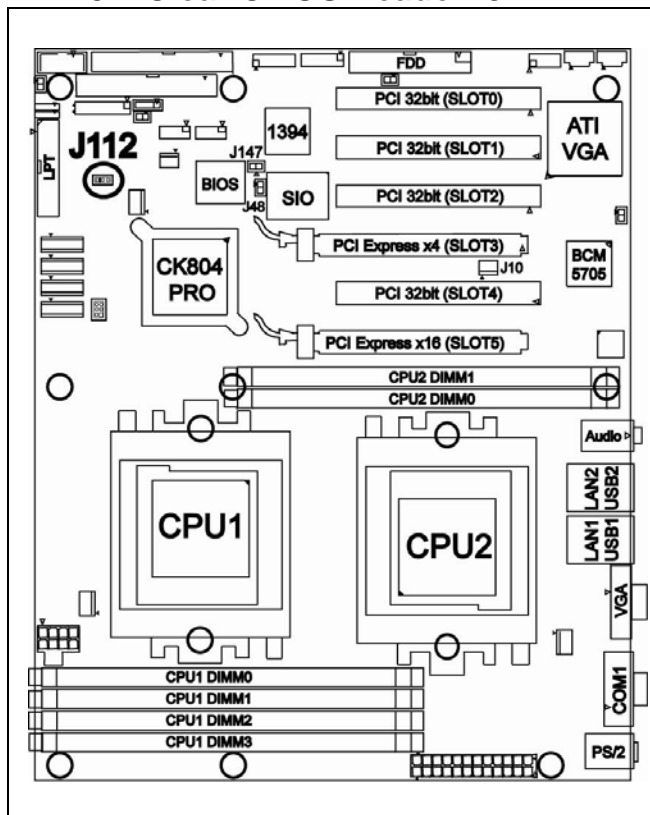 FDD
PCI 32bit (SLOT0)
1394
PCI 32bit (SLOT1)
ATI
VGA
J112
LPT
J147
BIOS
J48
SIO
PCI 32bit (SLOT2)
PCI Express x4 (SLOT3)
CK804
PRO
J10
BCM
5705
PCI 32bit (SLOT4)
PCI Express x16 (SLOT5)
CPU2 DIMM1
CPU2 DIMM0
Audio
LAN2
USB2
CPU1
CPU2
LAN1
USB1
VGA
CPU1 DIMM0
CPU1 DIMM1
CPU1 DIMM2
CPU1 DIMM3
COM1
PS/2